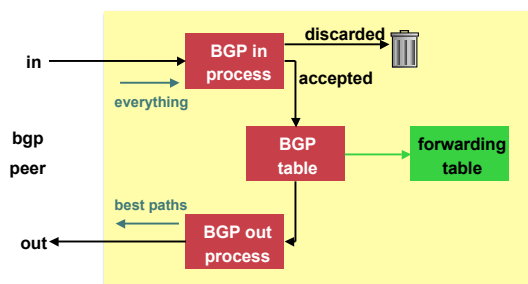 discarded
in
BGP in
process
accepted
everything
bgp
peer
BGP
table
forwarding
table
best paths
out
BGP out
process